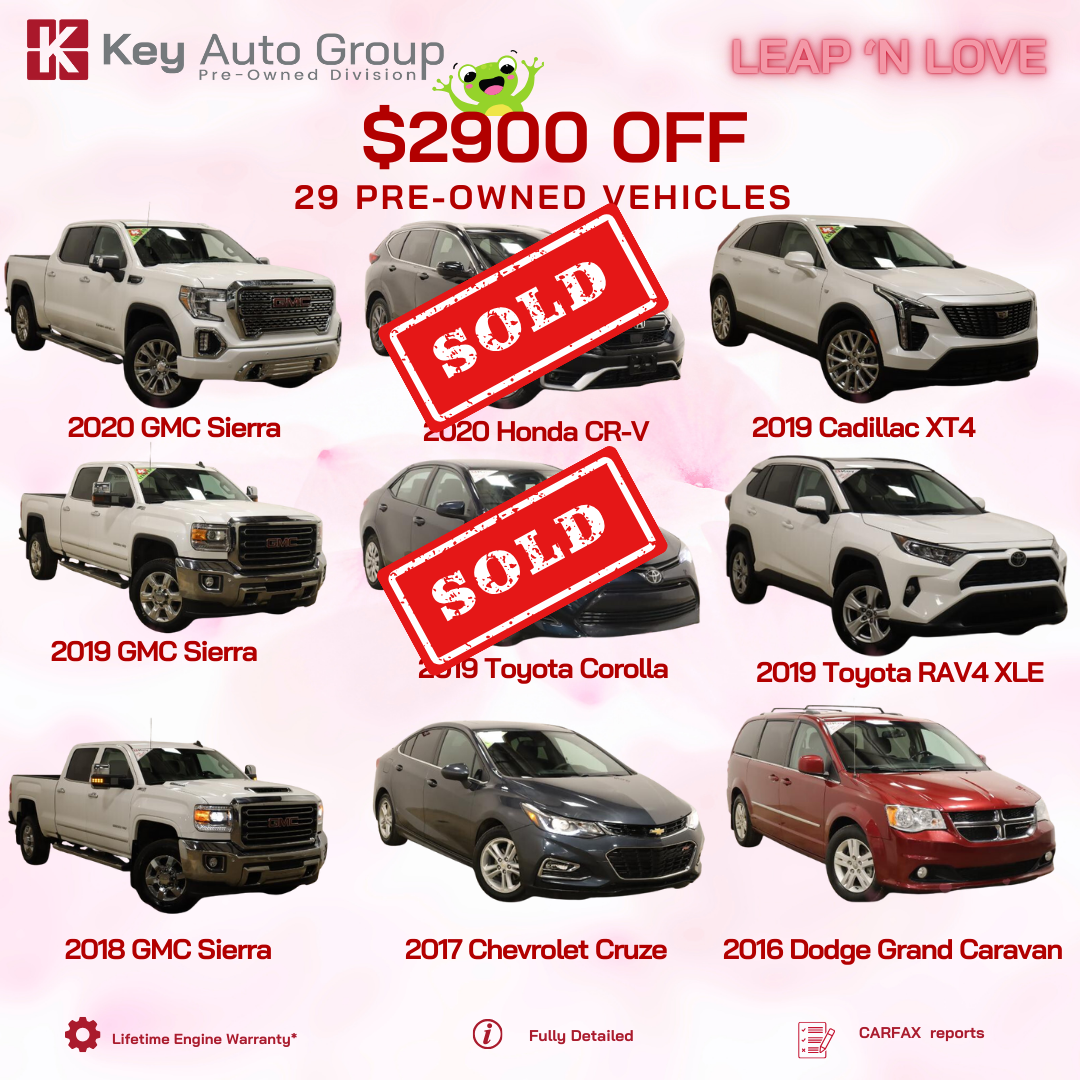 Key Auto Group
Pre-Owned Division
LEAP ‘N LOVE
$2900 OFF
29 PRE-OWNED VEHICLES
SOLD
2020 GMC Sierra
2020 Honda CR-V
2019 Cadillac XT4
SOLD
2019 GMC Sierra
2019 Toyota Corolla
2019 Toyota RAV4 XLE
2018 GMC Sierra
2017 Chevrolet Cruze
2016 Dodge Grand Caravan
Lifetime Engine Warranty*
Fully Detailed
CARFAX reports